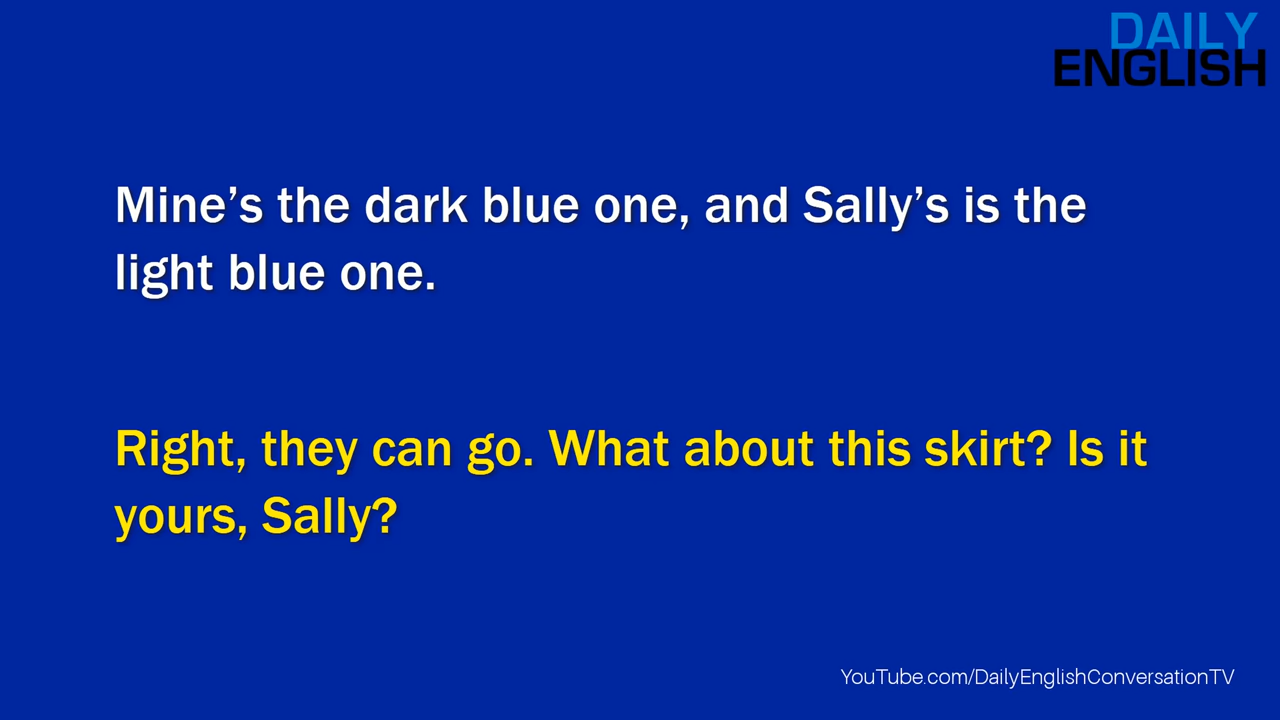 DAILY
ENGLISH
Mine’s the dark blue one, and Sally’s is the
light blue one.
Right, they can go. What about this skirt? Is it
yours, Sally?
YouTube.com/DailyEnglishConversationTV